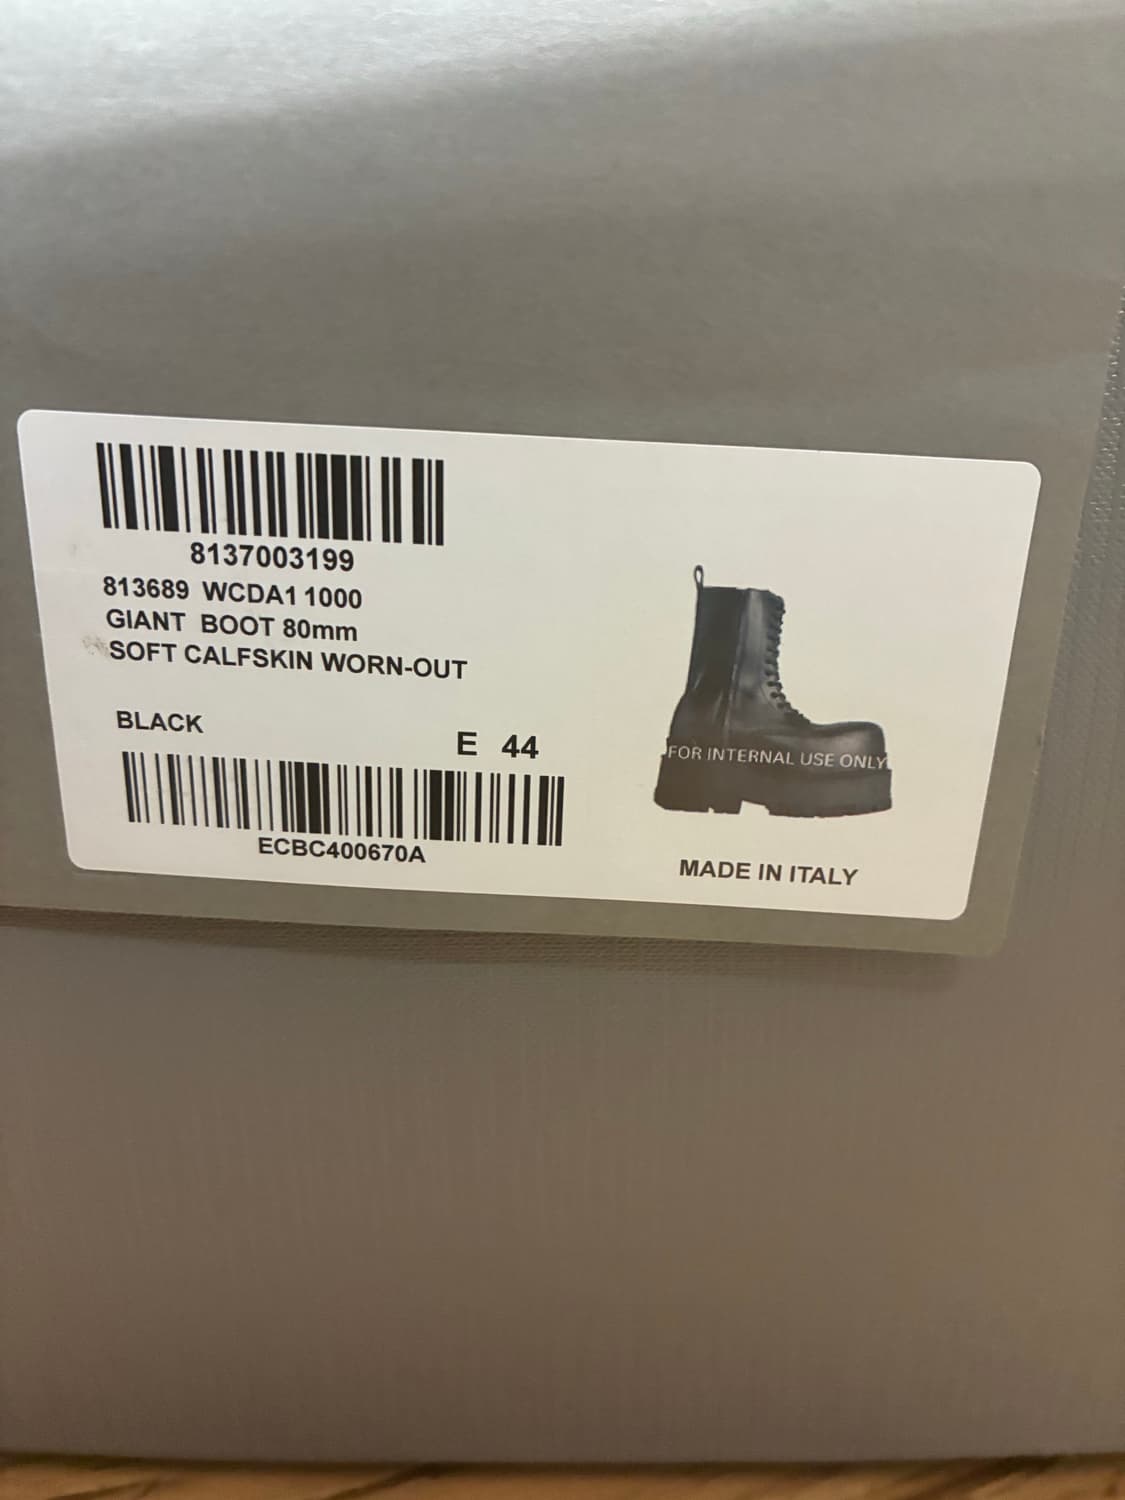 8137003199
813689 WCDA1 1000
GIANT BOOT 80mm
SOFT CALFSKIN WORN-OUT
BLACK
E 44
ECBC400670A
FOR INTERNAL USE ONLY
MADE IN ITALY